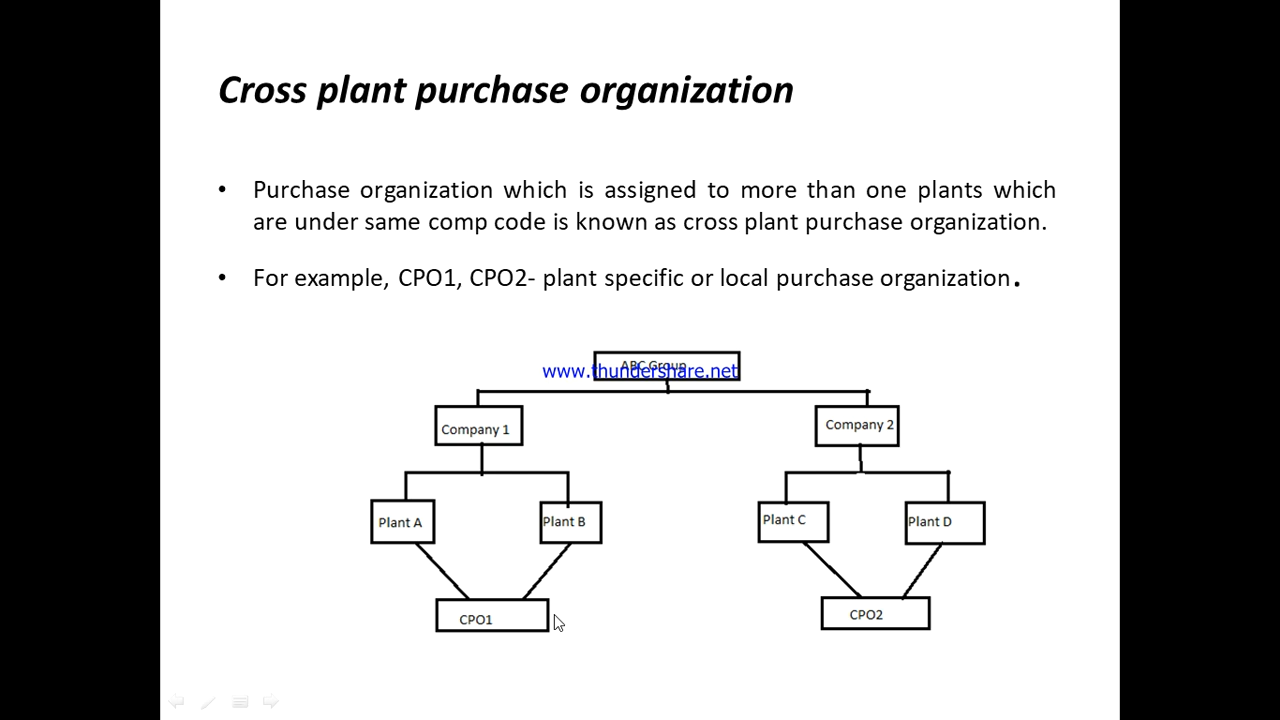 Cross plant purchase organization
• Purchase organization which is assigned to more than one plants which
are under same comp code is known as cross plant purchase organization.
• For example, CPO1, CPO2- plant specific or local purchase organization.
ABC Group
www.thundershare.net
Company 1
Company 2
Plant A
Plant B
Plant C
Plant D
CPO1
CPO2